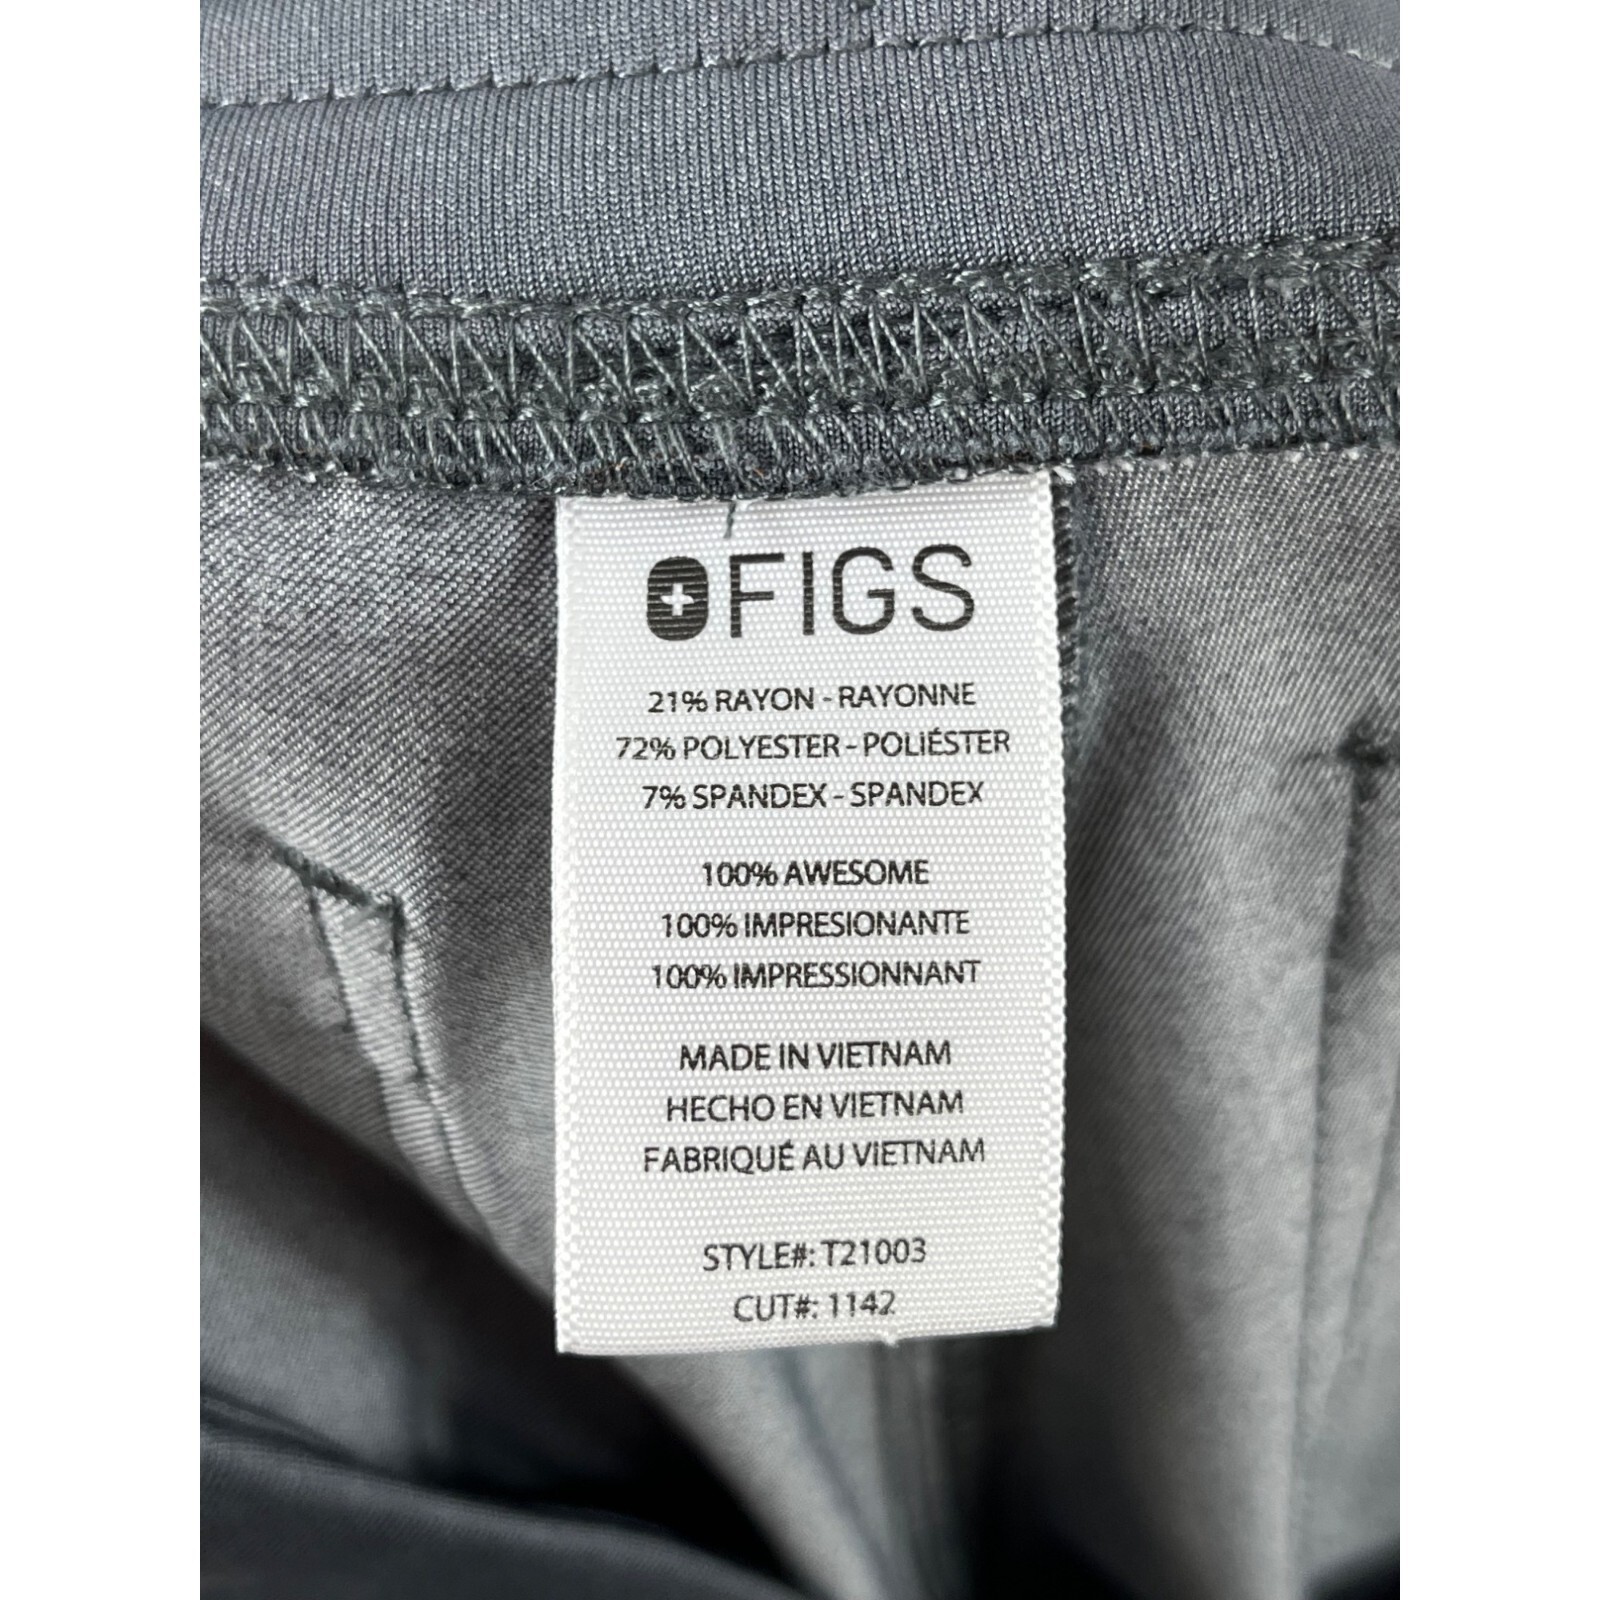 FIGS
21% RAYON - RAYONNE
72% POLYESTER - POLIÉSTER
7% SPANDEX - SPANDEX
100% AWESOME
100% IMPRESIONANTE
100% IMPRESSIONNANT
MADE IN VIETNAM
HECHO EN VIETNAM
FABRIQUÉ AU VIETNAM
STYLE#: T21003
CUT#: 1142